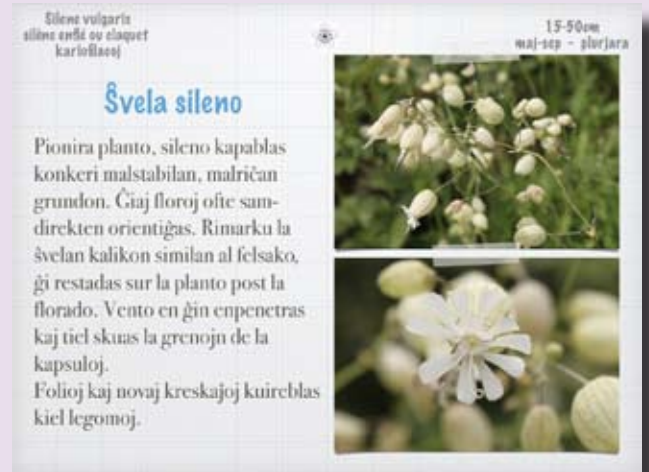 Silene vulgaris
silène enflé ou claquet
kariofilacoj
15-50cm
maj-sep - plurjara
Ŝvela sileno
Pionira planto, sileno kapablas
konkeri malstabilan, malriĉan
grundon. Ĝiaj floroj ofte sam-
direkten orientiĝas. Rimarku la
ŝvelan kalikon similan al felsako,
ĝi restadas sur la planto post la
florado. Vento en ĝin enpenetras
kaj tiel skuas la grenojn de la
kapsuloj.
Folioj kaj novaj kreskaĵoj kuireblas
kiel legomoj.